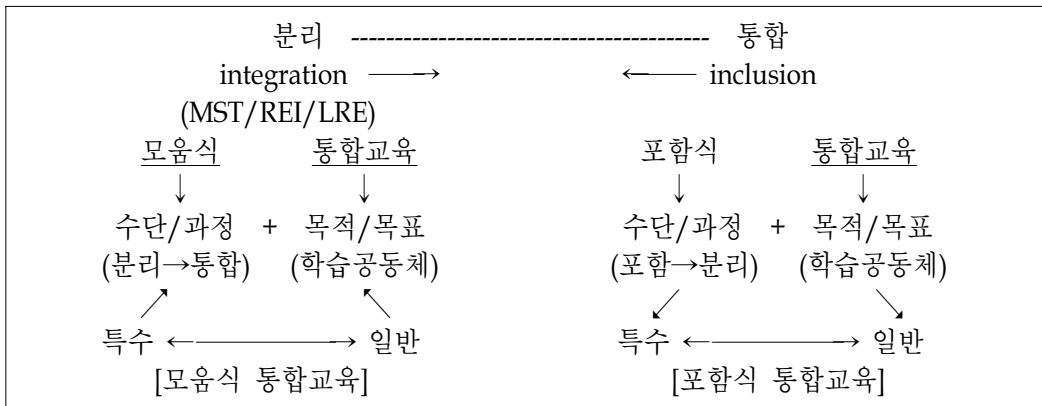 분리 ----------------------------------------- 통합
integration ——→ ←—— inclusion
(MST/REI/LRE)
모움식 통합교육 포함식 통합교육
↓ ↓ ↓ ↓
수단/과정 + 목적/목표 수단/과정 + 목적/목표
(분리→통합) (학습공동체) (포함→분리) (학습공동체)
특수 ←——→ 일반 특수 ←——→ 일반
[모움식 통합교육] [포함식 통합교육]